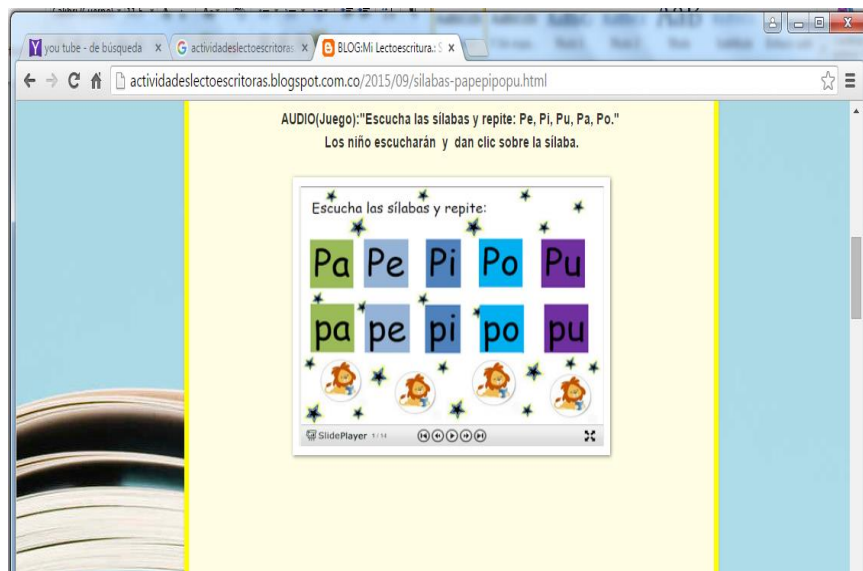 you tube - de búsqueda
actividadeslectoescritoras
BLOG:Mi Lectoescritura.: S
actividadeslectoescritoras.blogspot.com.co/2015/09/silabas-papepipopu.html
AUDIO(Juego):"Escucha las sílabas y repite: Pe, Pi, Pu, Pa, Po."
Los niño escucharán y dan clic sobre la sílaba.
Escucha las sílabas y repite:
Pa Pe Pi Po Pu
pa pe pi po pu
SlidePlayer 1/14